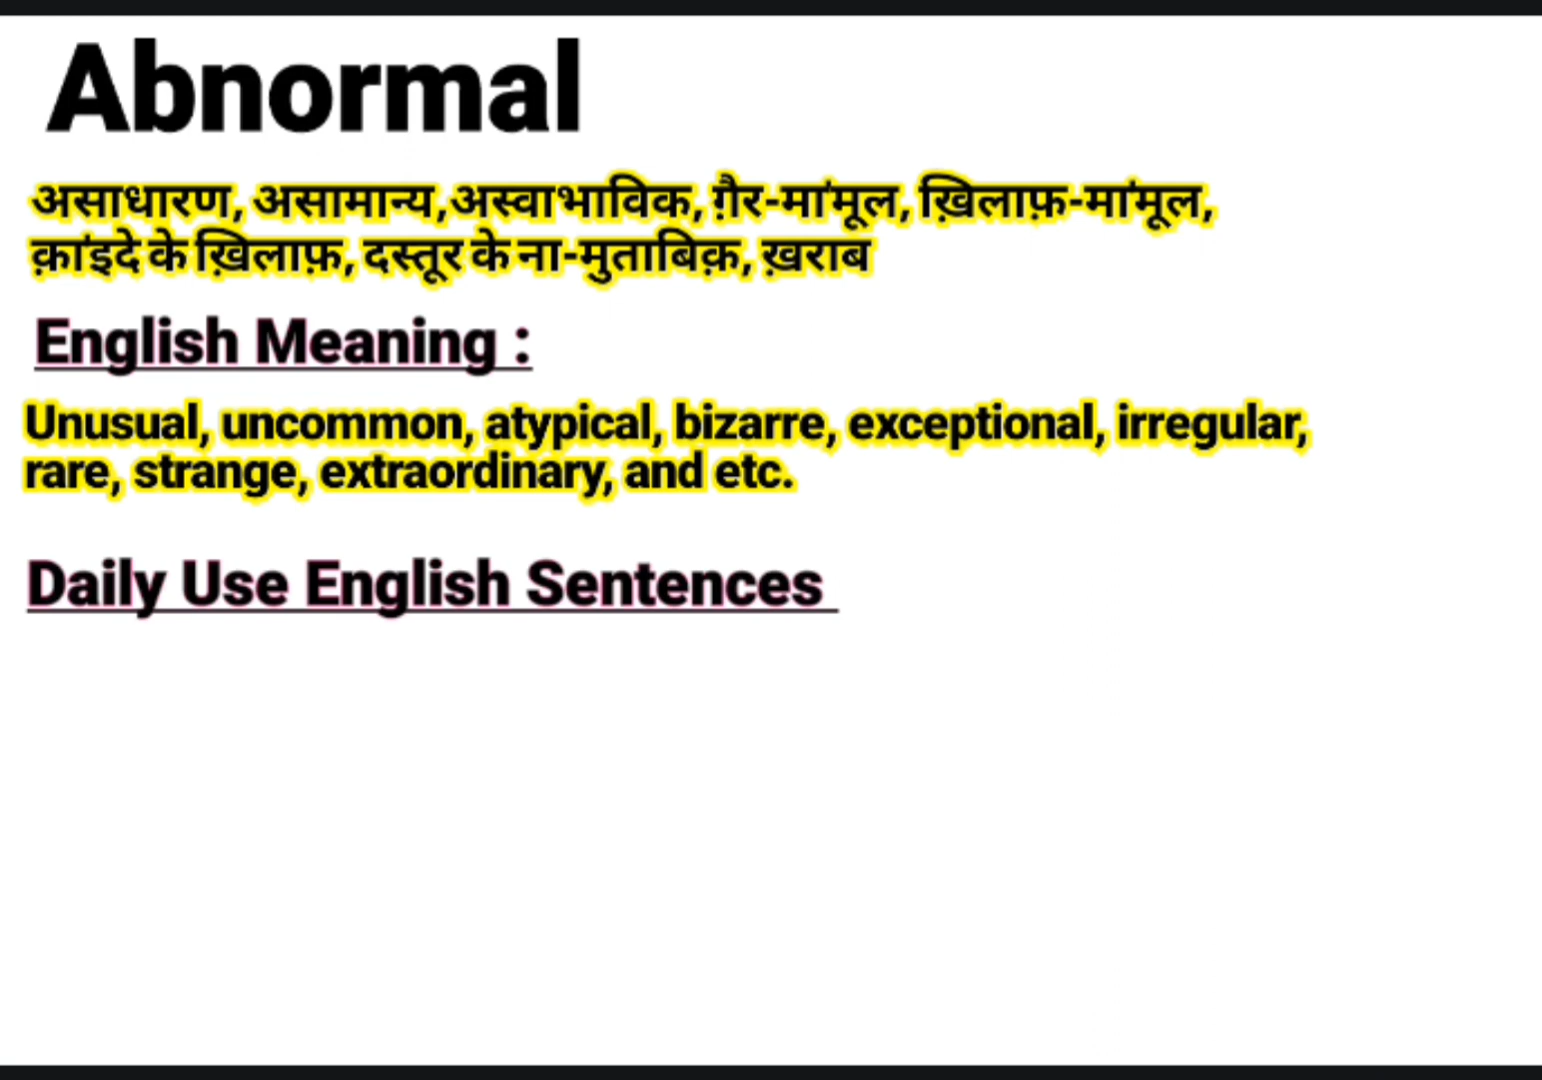 Abnormal
असाधारण, असामान्य,अस्वाभाविक, ग़ैर-मा'मूल, ख़िलाफ़-मा'मूल,
क़ा'इदे के ख़िलाफ़, दस्तूर के ना-मुताबिक़, ख़राब
English Meaning :
Unusual, uncommon, atypical, bizarre, exceptional, irregular,
rare, strange, extraordinary, and etc.
Daily Use English Sentences